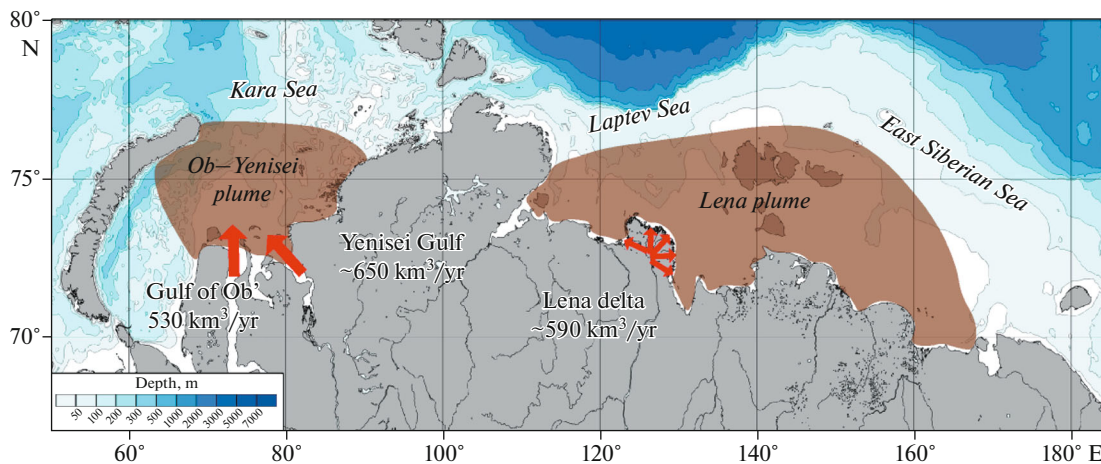 80°
N
75°
70°
Kara Sea
Laptev Sea
East Siberian Sea
Ob–Yenisei
plume
Lena plume
Yenisei Gulf
~650 km³/yr
Gulf of Ob’
530 km³/yr
Lena delta
~590 km³/yr
Depth, m
50 100 200 300 500 1000 2000 3000 5000 7000
60° 80° 100° 120° 140° 160° 180° E